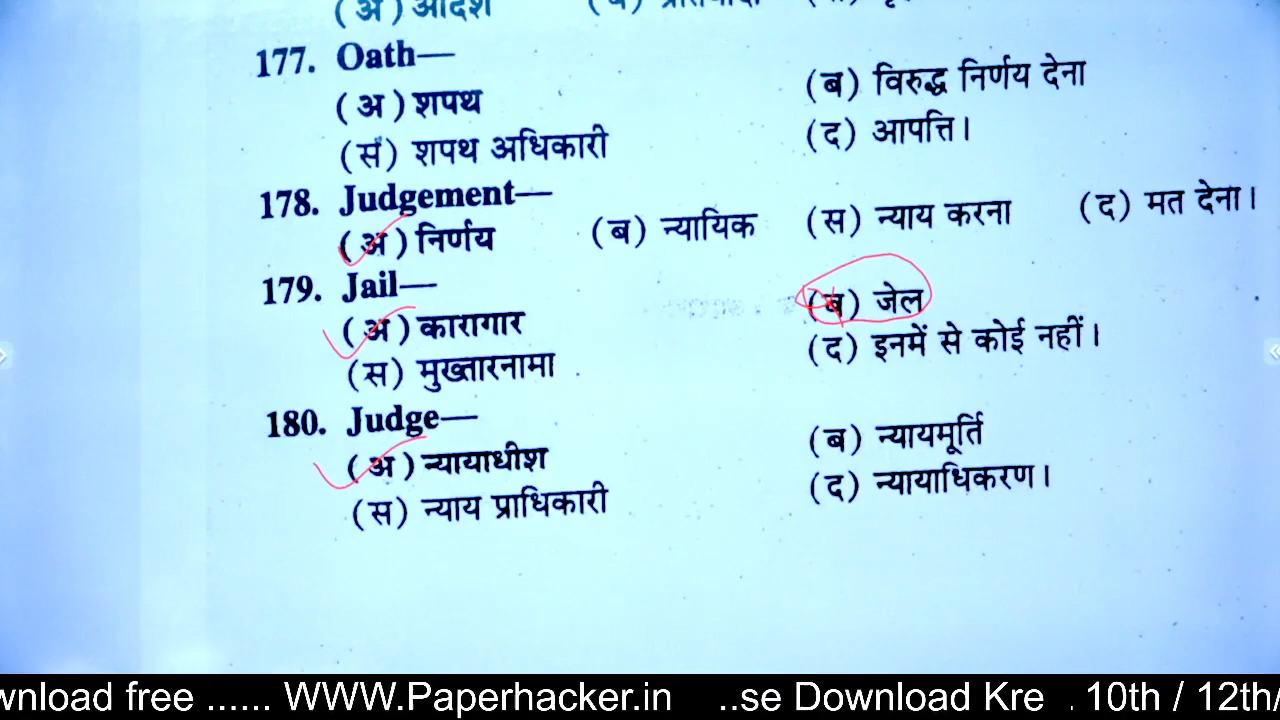 (अ) आदेश
177. Oath—
(अ) शपथ (ब) विरुद्ध निर्णय देना
(स) शपथ अधिकारी (द) आपत्ति।
178. Judgement—
(अ) निर्णय (ब) न्यायिक (स) न्याय करना (द) मत देना।
179. Jail—
(अ) कारागार (ब) जेल
(स) मुख्तारनामा (द) इनमें से कोई नहीं।
180. Judge—
(अ) न्यायाधीश (ब) न्यायमूर्ति
(स) न्याय प्राधिकारी (द) न्यायाधिकरण।
wnload free ...... WWW.Paperhacker.in ..se Download Kre . 10th / 12th/